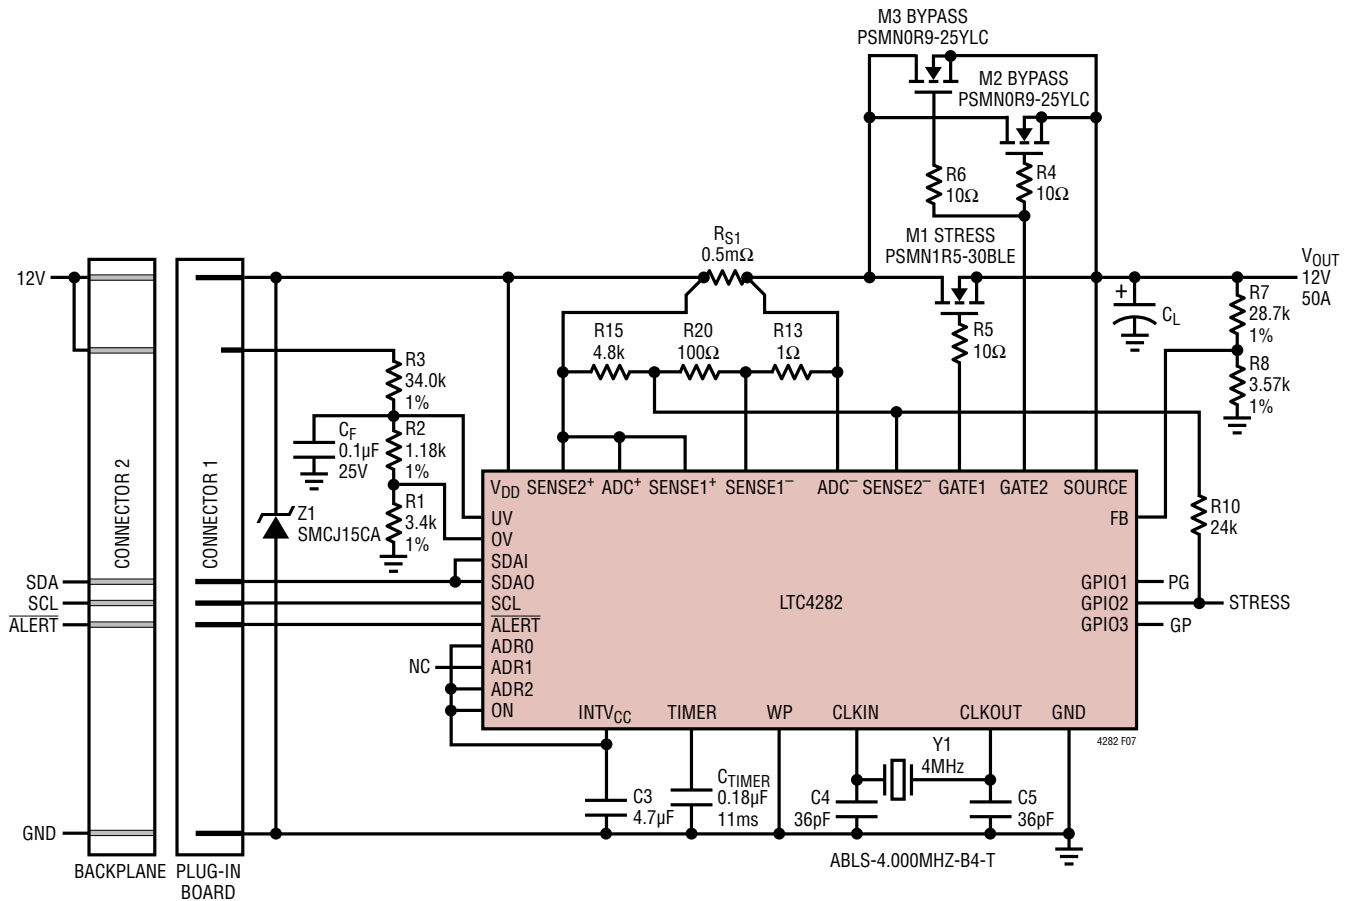 M3 BYPASS
PSMN0R9-25YLC
M2 BYPASS
PSMN0R9-25YLC
R6
10Ω
R4
10Ω
RS1
0.5mΩ
M1 STRESS
PSMN1R5-30BLE
12V
VOUT
12V
50A
+
CL
R7
28.7k
1%
R8
3.57k
1%
R5
10Ω
R15
4.8k
R20
100Ω
R13
1Ω
R3
34.0k
1%
CF
0.1µF
25V
R2
1.18k
1%
R1
3.4k
1%
Z1
SMCJ15CA
CONNECTOR 2
CONNECTOR 1
VDD
SENSE2+
ADC+
SENSE1+
SENSE1–
ADC–
SENSE2–
GATE1
GATE2
SOURCE
UV
OV
SDAI
SDAO
SCL
ALERT
ADR0
ADR1
ADR2
ON
FB
R10
24k
GPIO1
PG
GPIO2
STRESS
GPIO3
GP
LTC4282
SDA
SCL
ALERT
NC
INTVCC
TIMER
WP
CLKIN
CLKOUT
GND
4282 F07
Y1
4MHz
C3
4.7µF
CTIMER
0.18µF
11ms
C4
36pF
C5
36pF
GND
ABLS-4.000MHZ-B4-T
BACKPLANE
PLUG-IN
BOARD